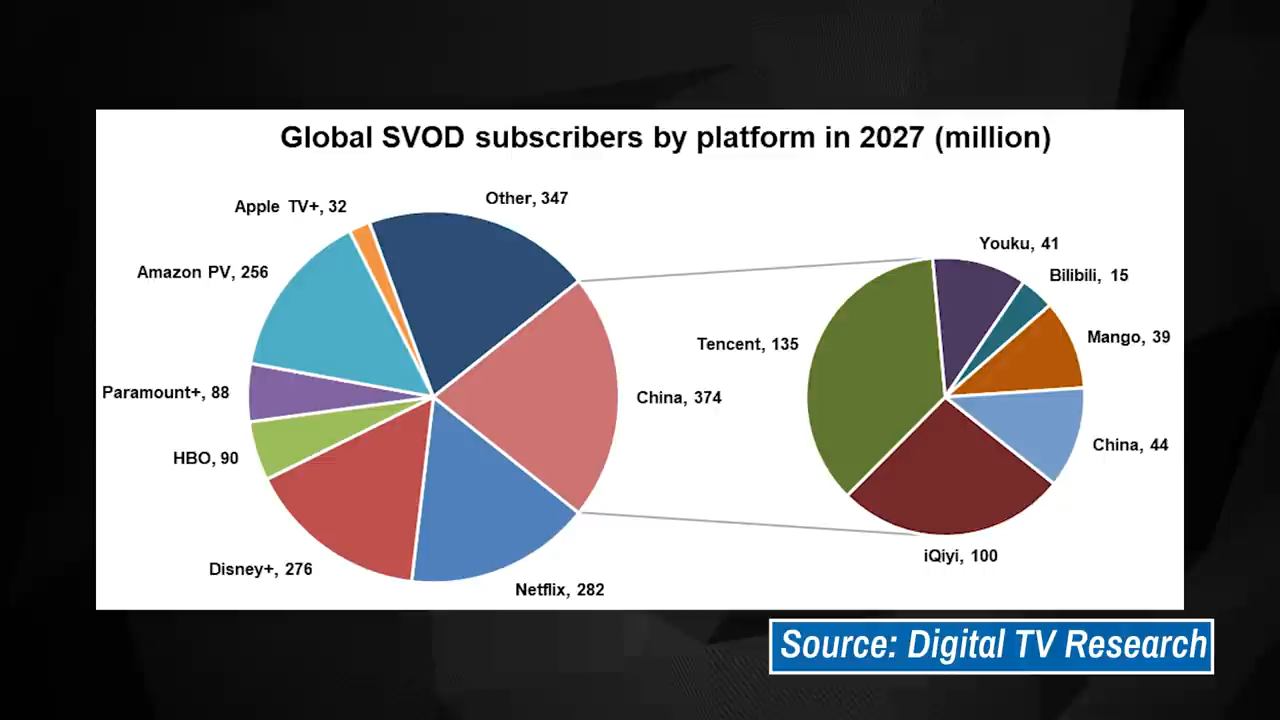 Global SVOD subscribers by platform in 2027 (million)
Apple TV+, 32
Other, 347
Amazon PV, 256
China, 374
Paramount+, 88
HBO, 90
Disney+, 276
Netflix, 282
Youku, 41
Bilibili, 15
Tencent, 135
Mango, 39
China, 44
iQiyi, 100
Source: Digital TV Research